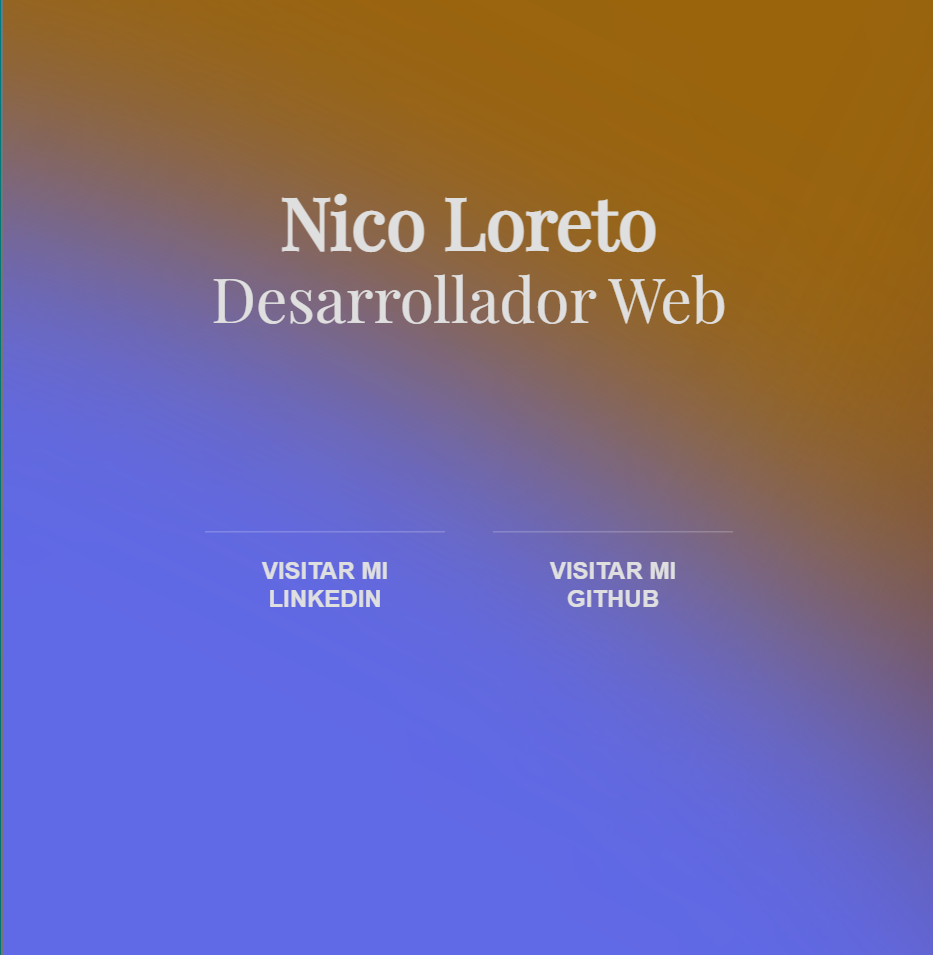 Nico Loreto
Desarrollador Web
VISITAR MI
LINKEDIN
VISITAR MI
GITHUB